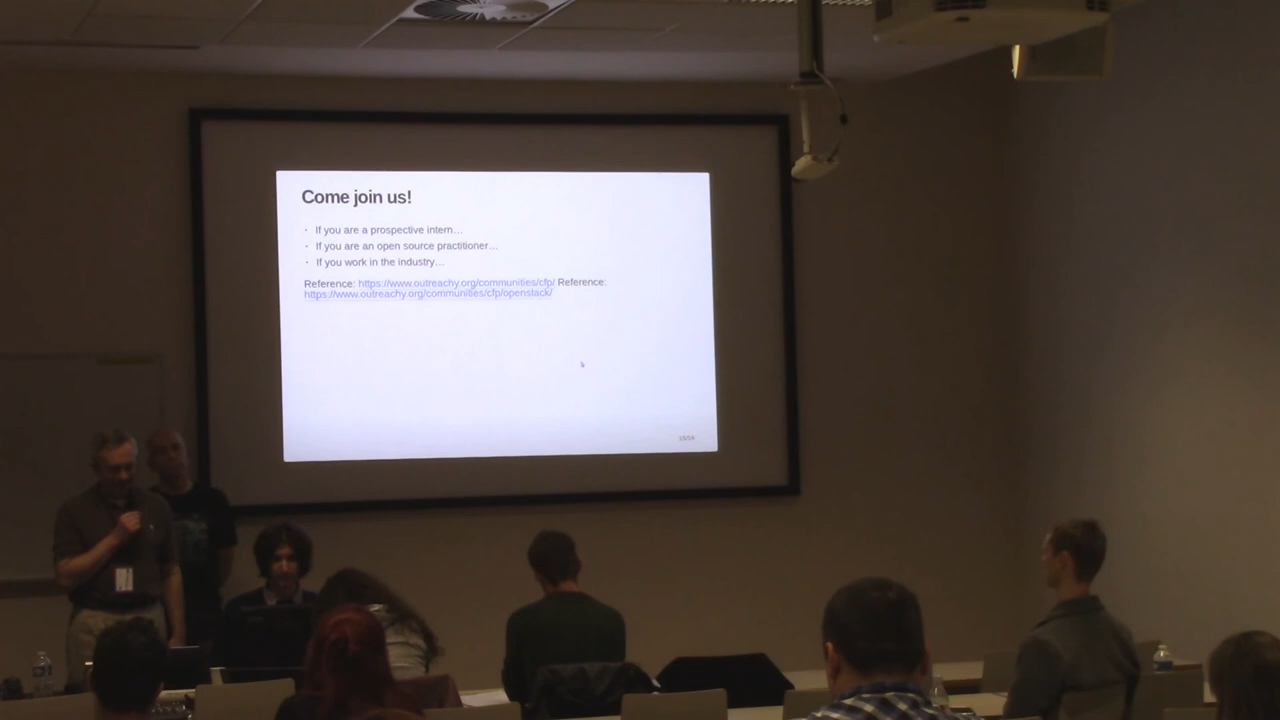 Come join us!
· If you are a prospective intern…
· If you are an open source practitioner…
· If you work in the industry…
Reference: https://www.outreachy.org/communities/cfp/ Reference:
https://www.outreachy.org/communities/cfp/openstack/